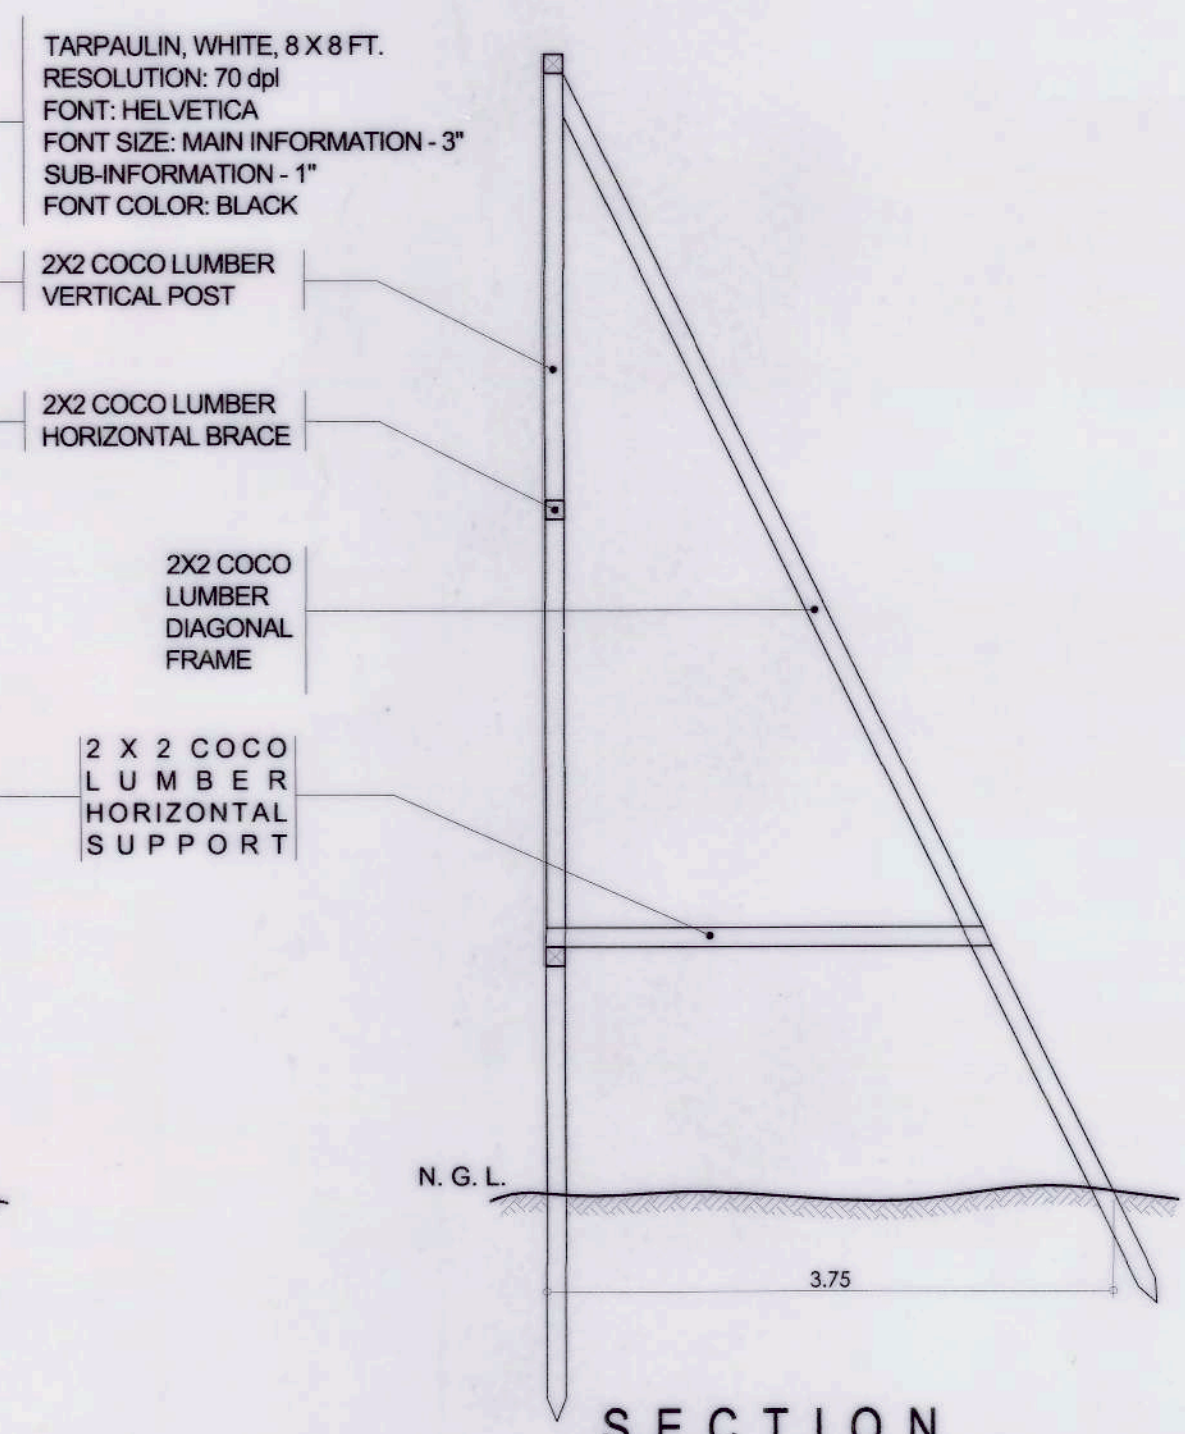 TARPAULIN, WHITE, 8 X 8 FT.
RESOLUTION: 70 dpI
FONT: HELVETICA
FONT SIZE: MAIN INFORMATION - 3"
SUB-INFORMATION - 1"
FONT COLOR: BLACK
2X2 COCO LUMBER
VERTICAL POST
2X2 COCO LUMBER
HORIZONTAL BRACE
2X2 COCO
LUMBER
DIAGONAL
FRAME
2 X 2 COCO
LUMBER
HORIZONTAL
SUPPORT
N. G. L.
3.75
SECTION